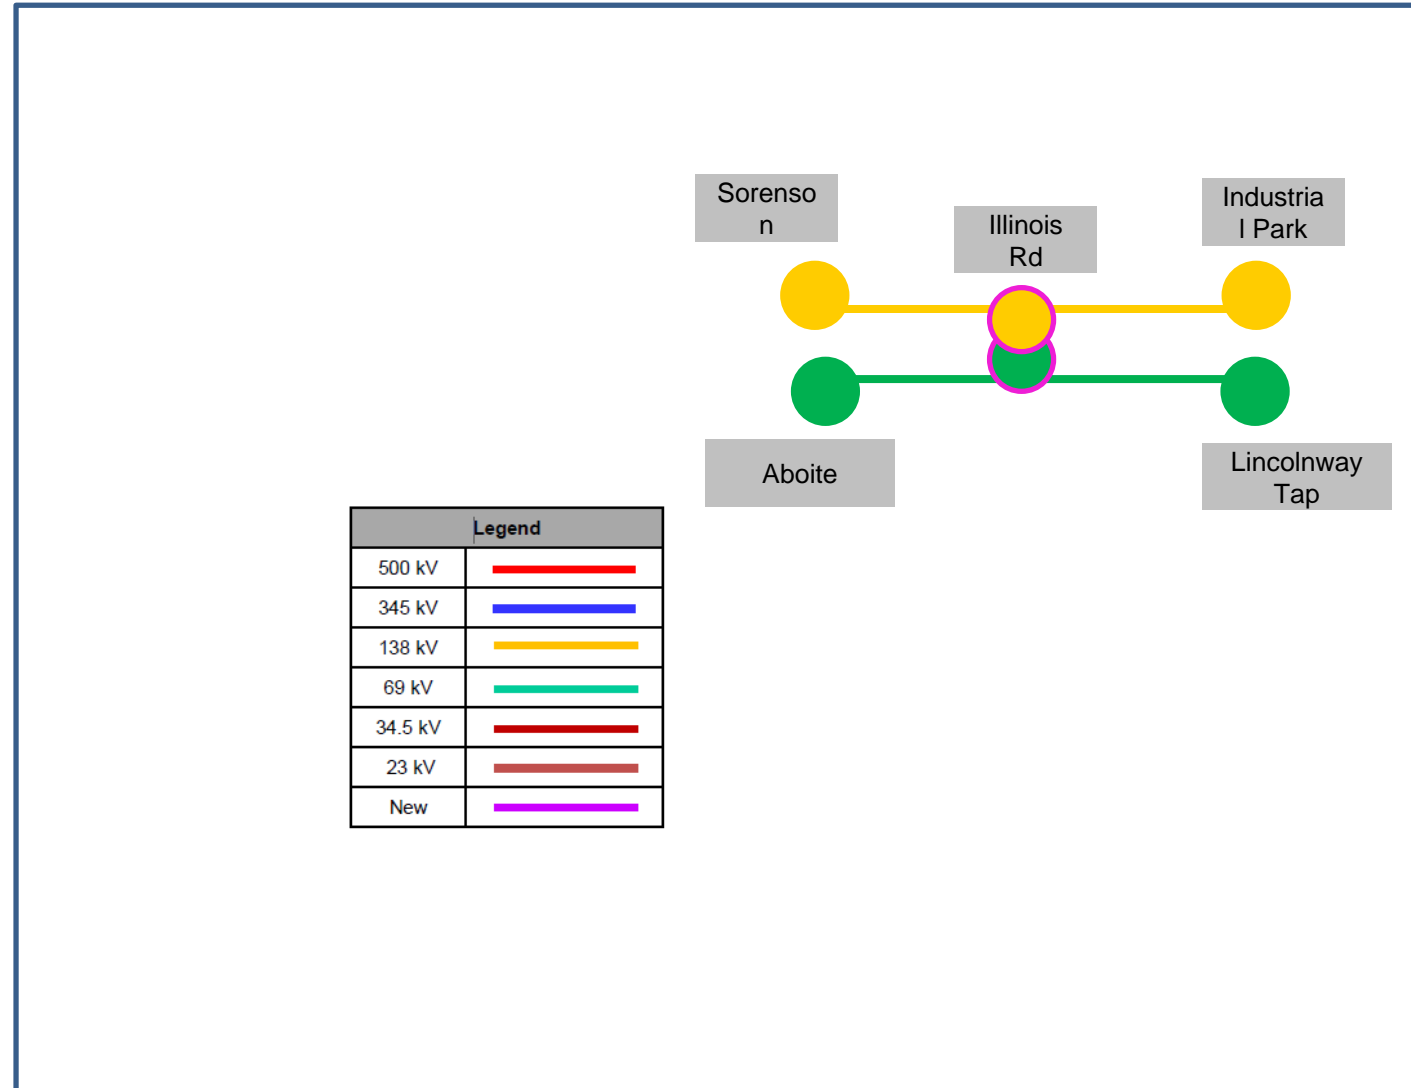 Sorenso
n
Illinois
Rd
Industria
l Park
Aboite
Lincolnway
Tap
Legend
500 kV
345 kV
138 kV
69 kV
34.5 kV
23 kV
New